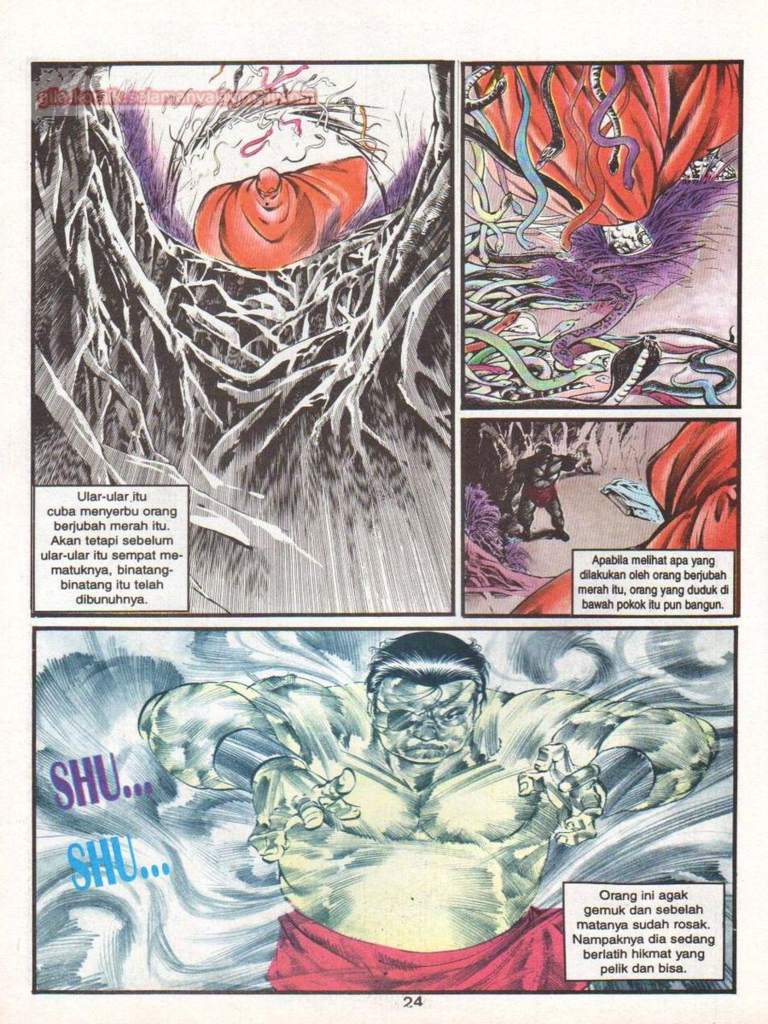 Ular-ular itu
cuba menyerbu orang
berjubah merah itu.
Akan tetapi sebelum
ular-ular itu sempat me-
matuknya, binatang-
binatang itu telah
dibunuhnya.
Apabila melihat apa yang
dilakukan oleh orang berjubah
merah itu, orang yang duduk di
bawah pokok itu pun bangun.
SHU...
SHU...
Orang ini agak
gemuk dan sebelah
matanya sudah rosak.
Nampaknya dia sedang
berlatih hikmat yang
pelik dan bisa.
24